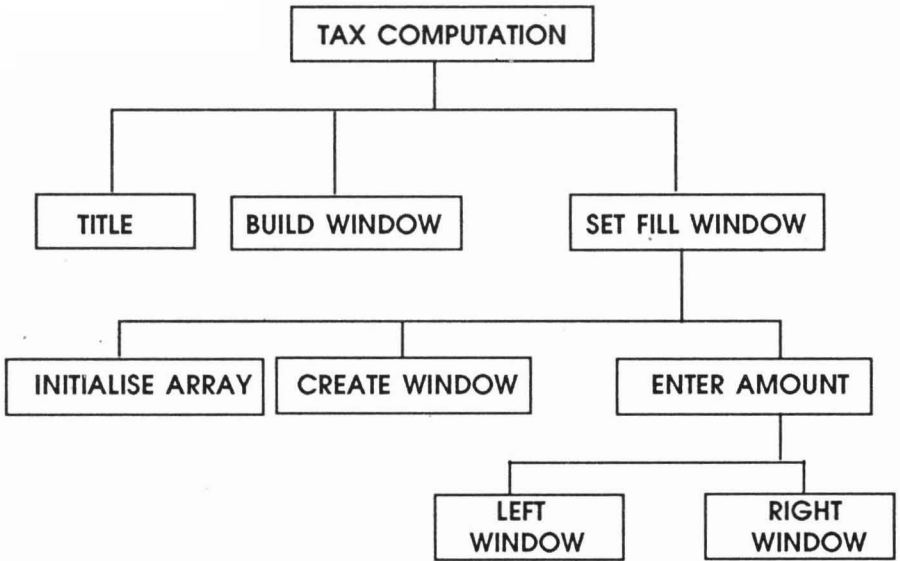 TAX COMPUTATION
TITLE
BUILD WINDOW
SET FILL WINDOW
INITIALISE ARRAY
CREATE WINDOW
ENTER AMOUNT
LEFT
WINDOW
RIGHT
WINDOW